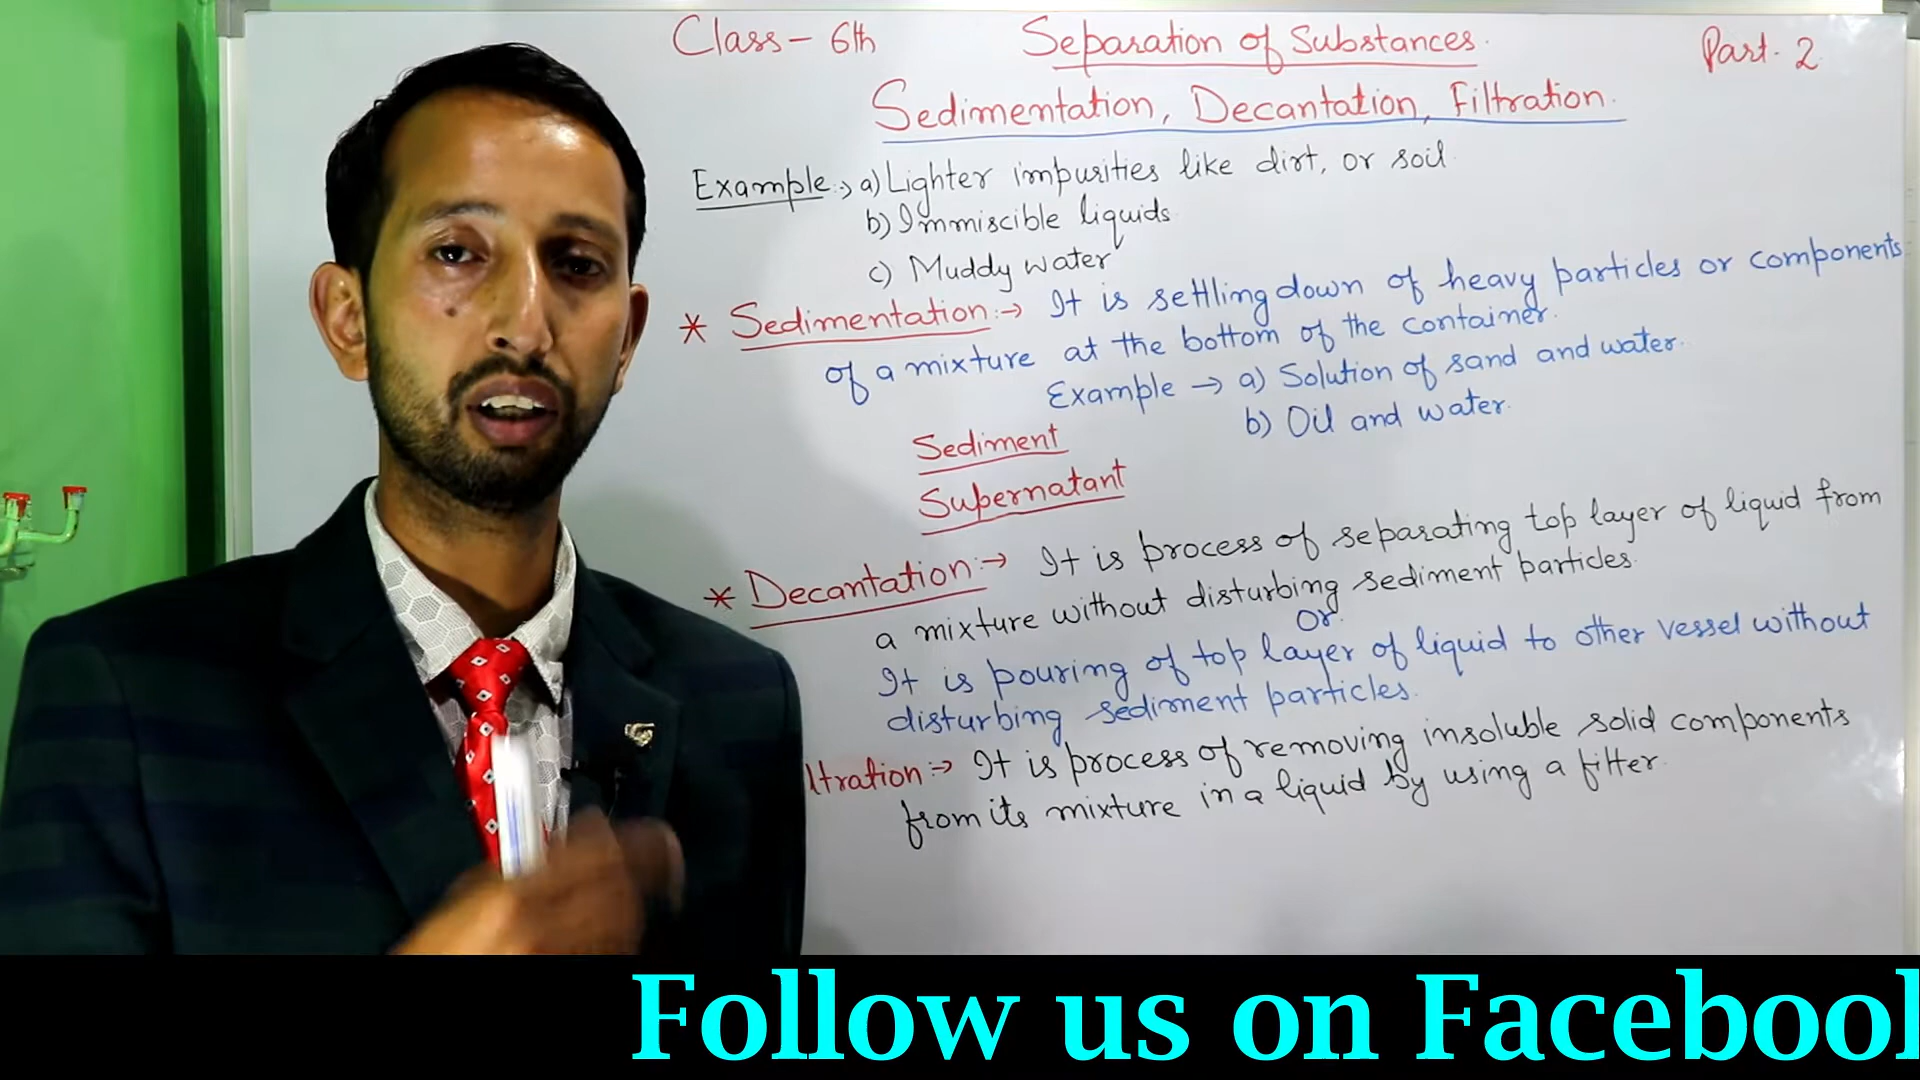 Class - 6th Separation of Substances. Part-2
Sedimentation, Decantation, Filtration.
Example:→ a) Lighter impurities like dirt, or soil
b) Immiscible liquids
c) Muddy water
* Sedimentation:→ It is settling down of heavy particles or components
of a mixture at the bottom of the container.
Example → a) Solution of sand and water.
b) Oil and water.
Sediment
Supernatant
* Decantation:→ It is process of separating top layer of liquid from
a mixture without disturbing sediment particles.
Or
It is pouring of top layer of liquid to other vessel without
disturbing sediment particles.
ltration:→ It is process of removing insoluble solid components
from its mixture in a liquid by using a filter.
Follow us on Facebook